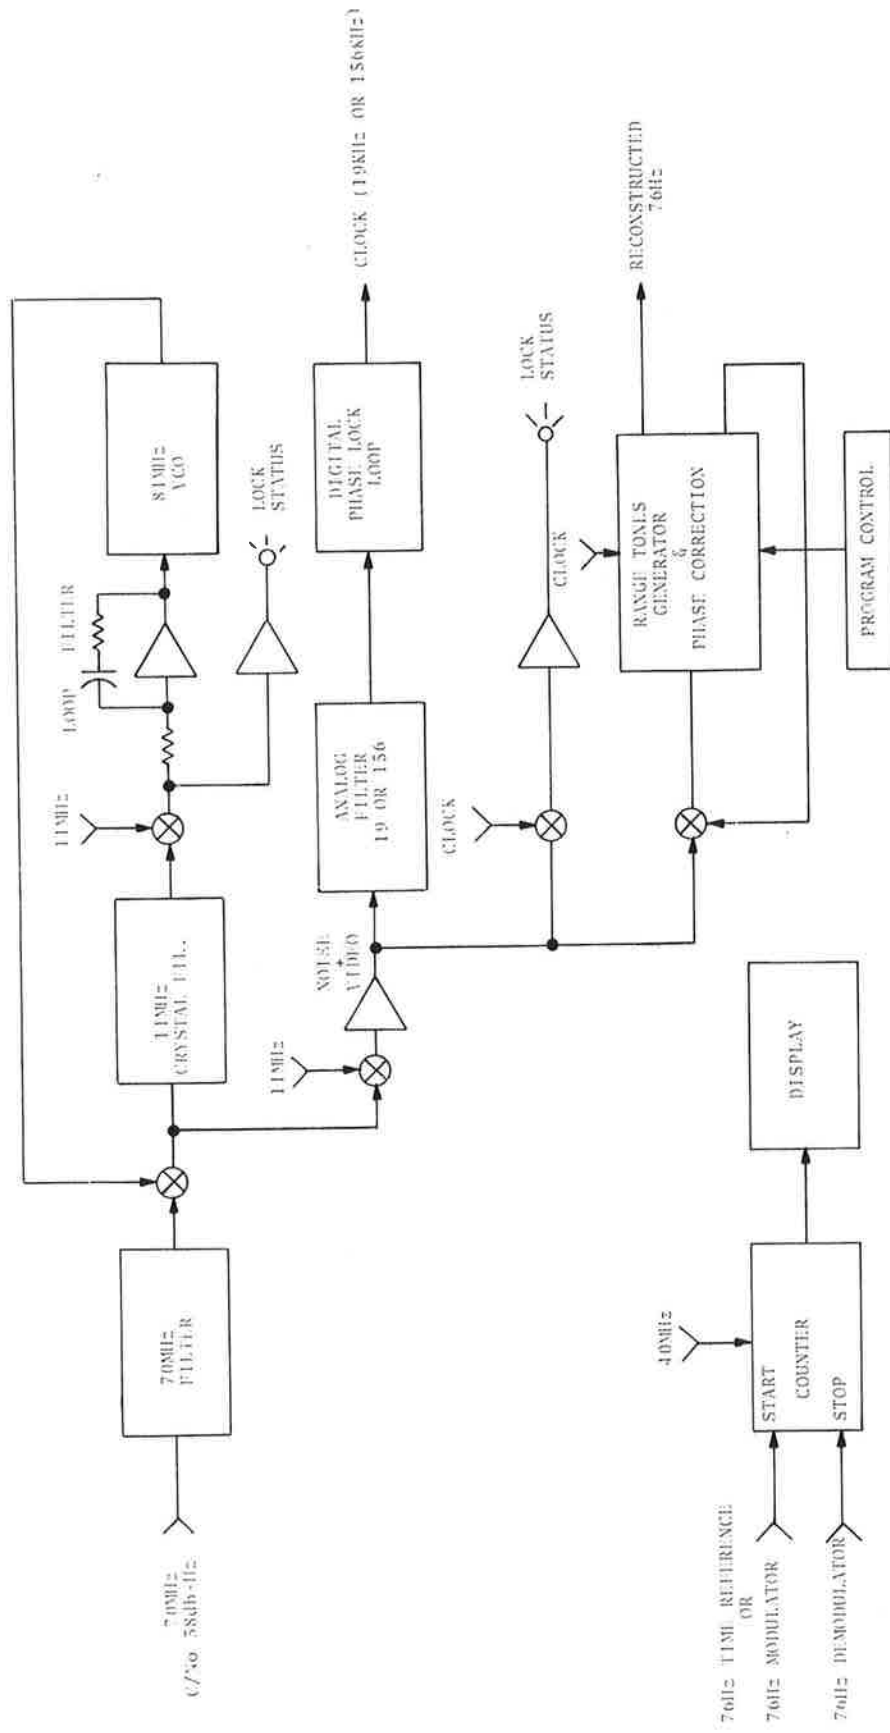 70MHz
C/No 58db-Hz
70MHz
FILTER
11MHz
CRYSTAL FIL.
11MHz
LOOP FILTER
81MHz
VCO
LOCK
STATUS
11MHz
NOISE
+
VIDEO
ANALOG
FILTER
19 OR 156
DIGITAL
PHASE LOCK
LOOP
CLOCK (19KHz OR 156KHz)
CLOCK
LOCK
STATUS
CLOCK
RANGE TONES
GENERATOR
&
PHASE CORRECTION
RECONSTRUCTED
76Hz
PROGRAM CONTROL
76Hz TIME REFERENCE
OR
76Hz MODULATOR
76Hz DEMODULATOR
40MHz
START
COUNTER
STOP
DISPLAY